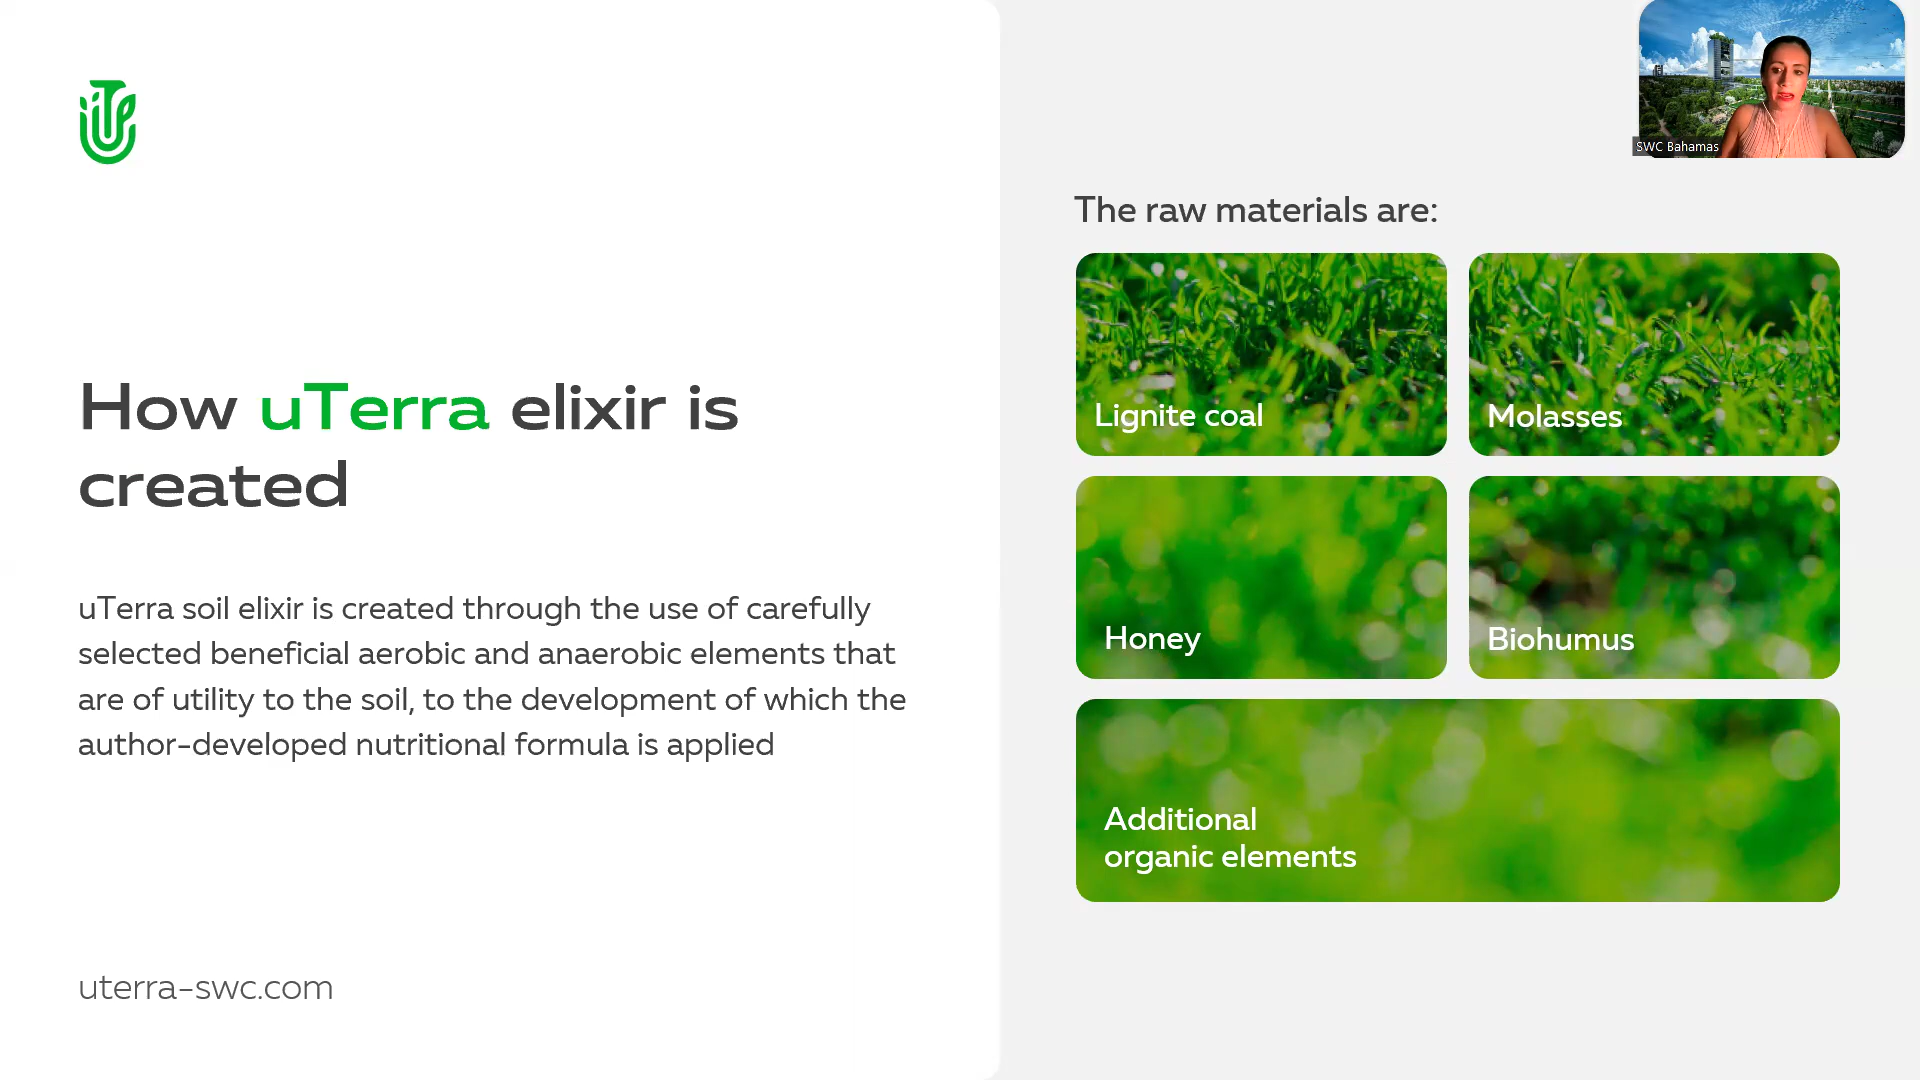 How uTerra elixir is
created
uTerra soil elixir is created through the use of carefully
selected beneficial aerobic and anaerobic elements that
are of utility to the soil, to the development of which the
author-developed nutritional formula is applied
uterra-swc.com
SWC Bahamas
The raw materials are:
Lignite coal
Molasses
Honey
Biohumus
Additional
organic elements